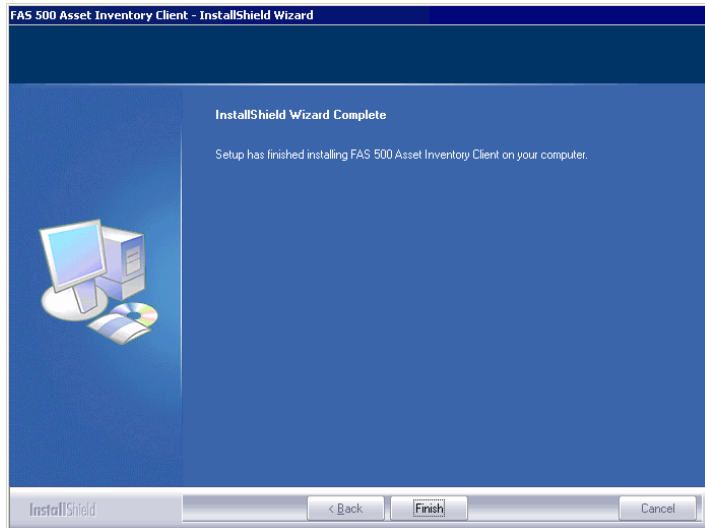 FAS 500 Asset Inventory Client - InstallShield Wizard
InstallShield Wizard Complete
Setup has finished installing FAS 500 Asset Inventory Client on your computer.
InstallShield
< Back
Finish
Cancel